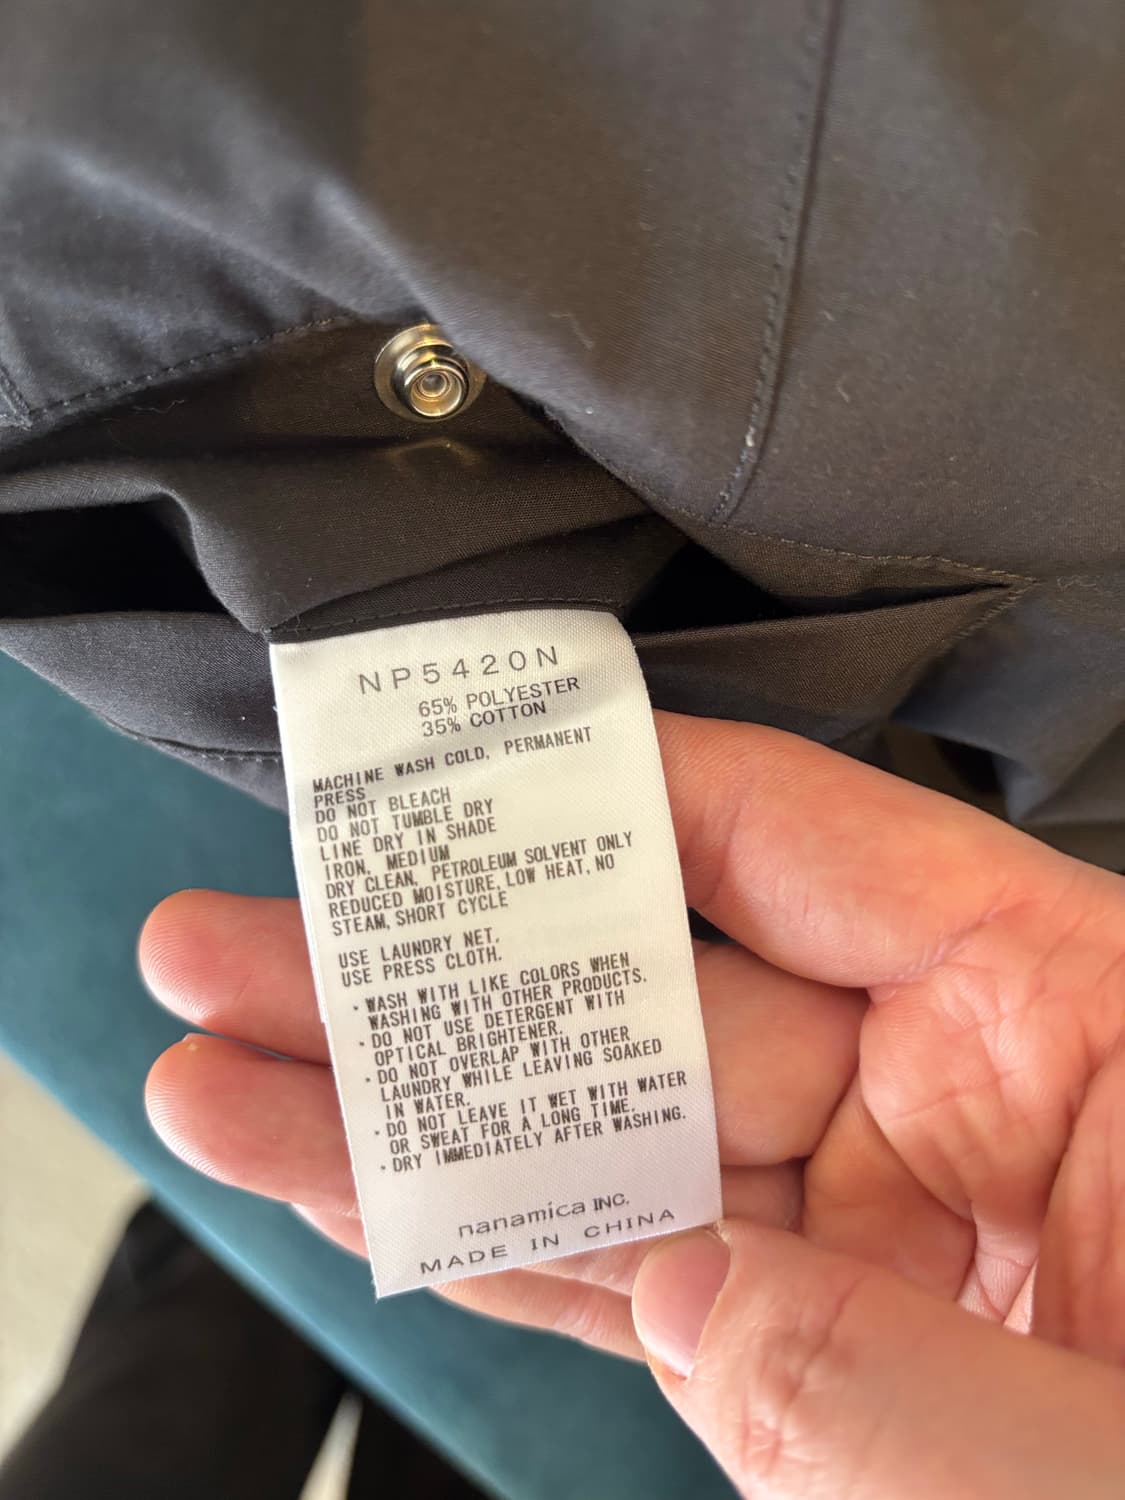 NP5420N
65% POLYESTER
35% COTTON
MACHINE WASH COLD, PERMANENT
PRESS
DO NOT BLEACH
DO NOT TUMBLE DRY
LINE DRY IN SHADE
IRON, MEDIUM
DRY CLEAN, PETROLEUM SOLVENT ONLY
REDUCED MOISTURE, LOW HEAT, NO
STEAM, SHORT CYCLE
USE LAUNDRY NET.
USE PRESS CLOTH.
・WASH WITH LIKE COLORS WHEN
WASHING WITH OTHER PRODUCTS.
・DO NOT USE DETERGENT WITH
OPTICAL BRIGHTENER.
・DO NOT OVERLAP WITH OTHER
LAUNDRY WHILE LEAVING SOAKED
IN WATER.
・DO NOT LEAVE IT WET WITH WATER
OR SWEAT FOR A LONG TIME.
・DRY IMMEDIATELY AFTER WASHING.
nanamica INC.
MADE IN CHINA